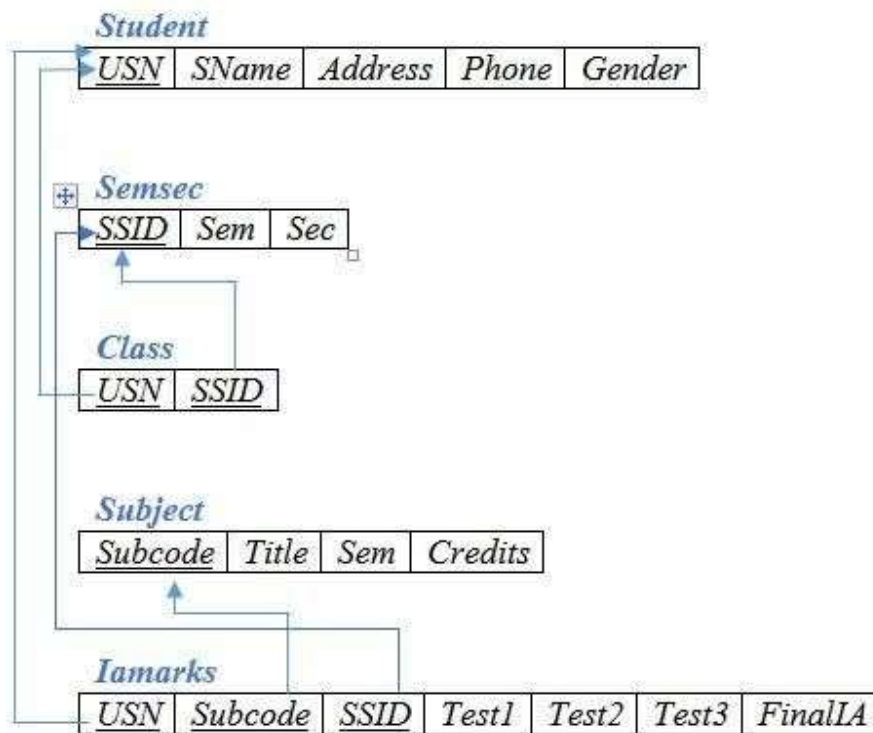 Student
USN SName Address Phone Gender
Semsec
SSID Sem Sec
Class
USN SSID
Subject
Subcode Title Sem Credits
Iamarks
USN Subcode SSID Test1 Test2 Test3 FinalIA